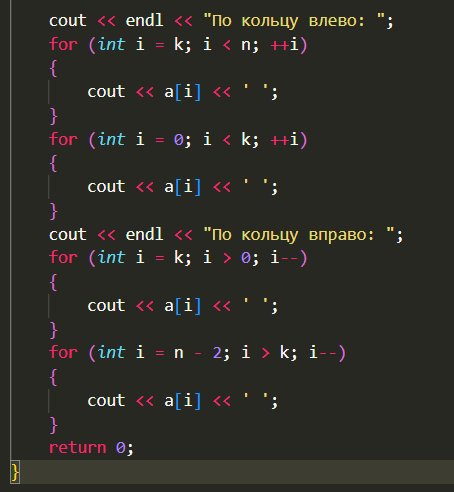 cout << endl << "По кольцу влево: ";
for (int i = k; i < n; ++i)
{
cout << a[i] << ' ';
}
for (int i = 0; i < k; ++i)
{
cout << a[i] << ' ';
}
cout << endl << "По кольцу вправо: ";
for (int i = k; i > 0; i--)
{
cout << a[i] << ' ';
}
for (int i = n - 2; i > k; i--)
{
cout << a[i] << ' ';
}
return 0;
}